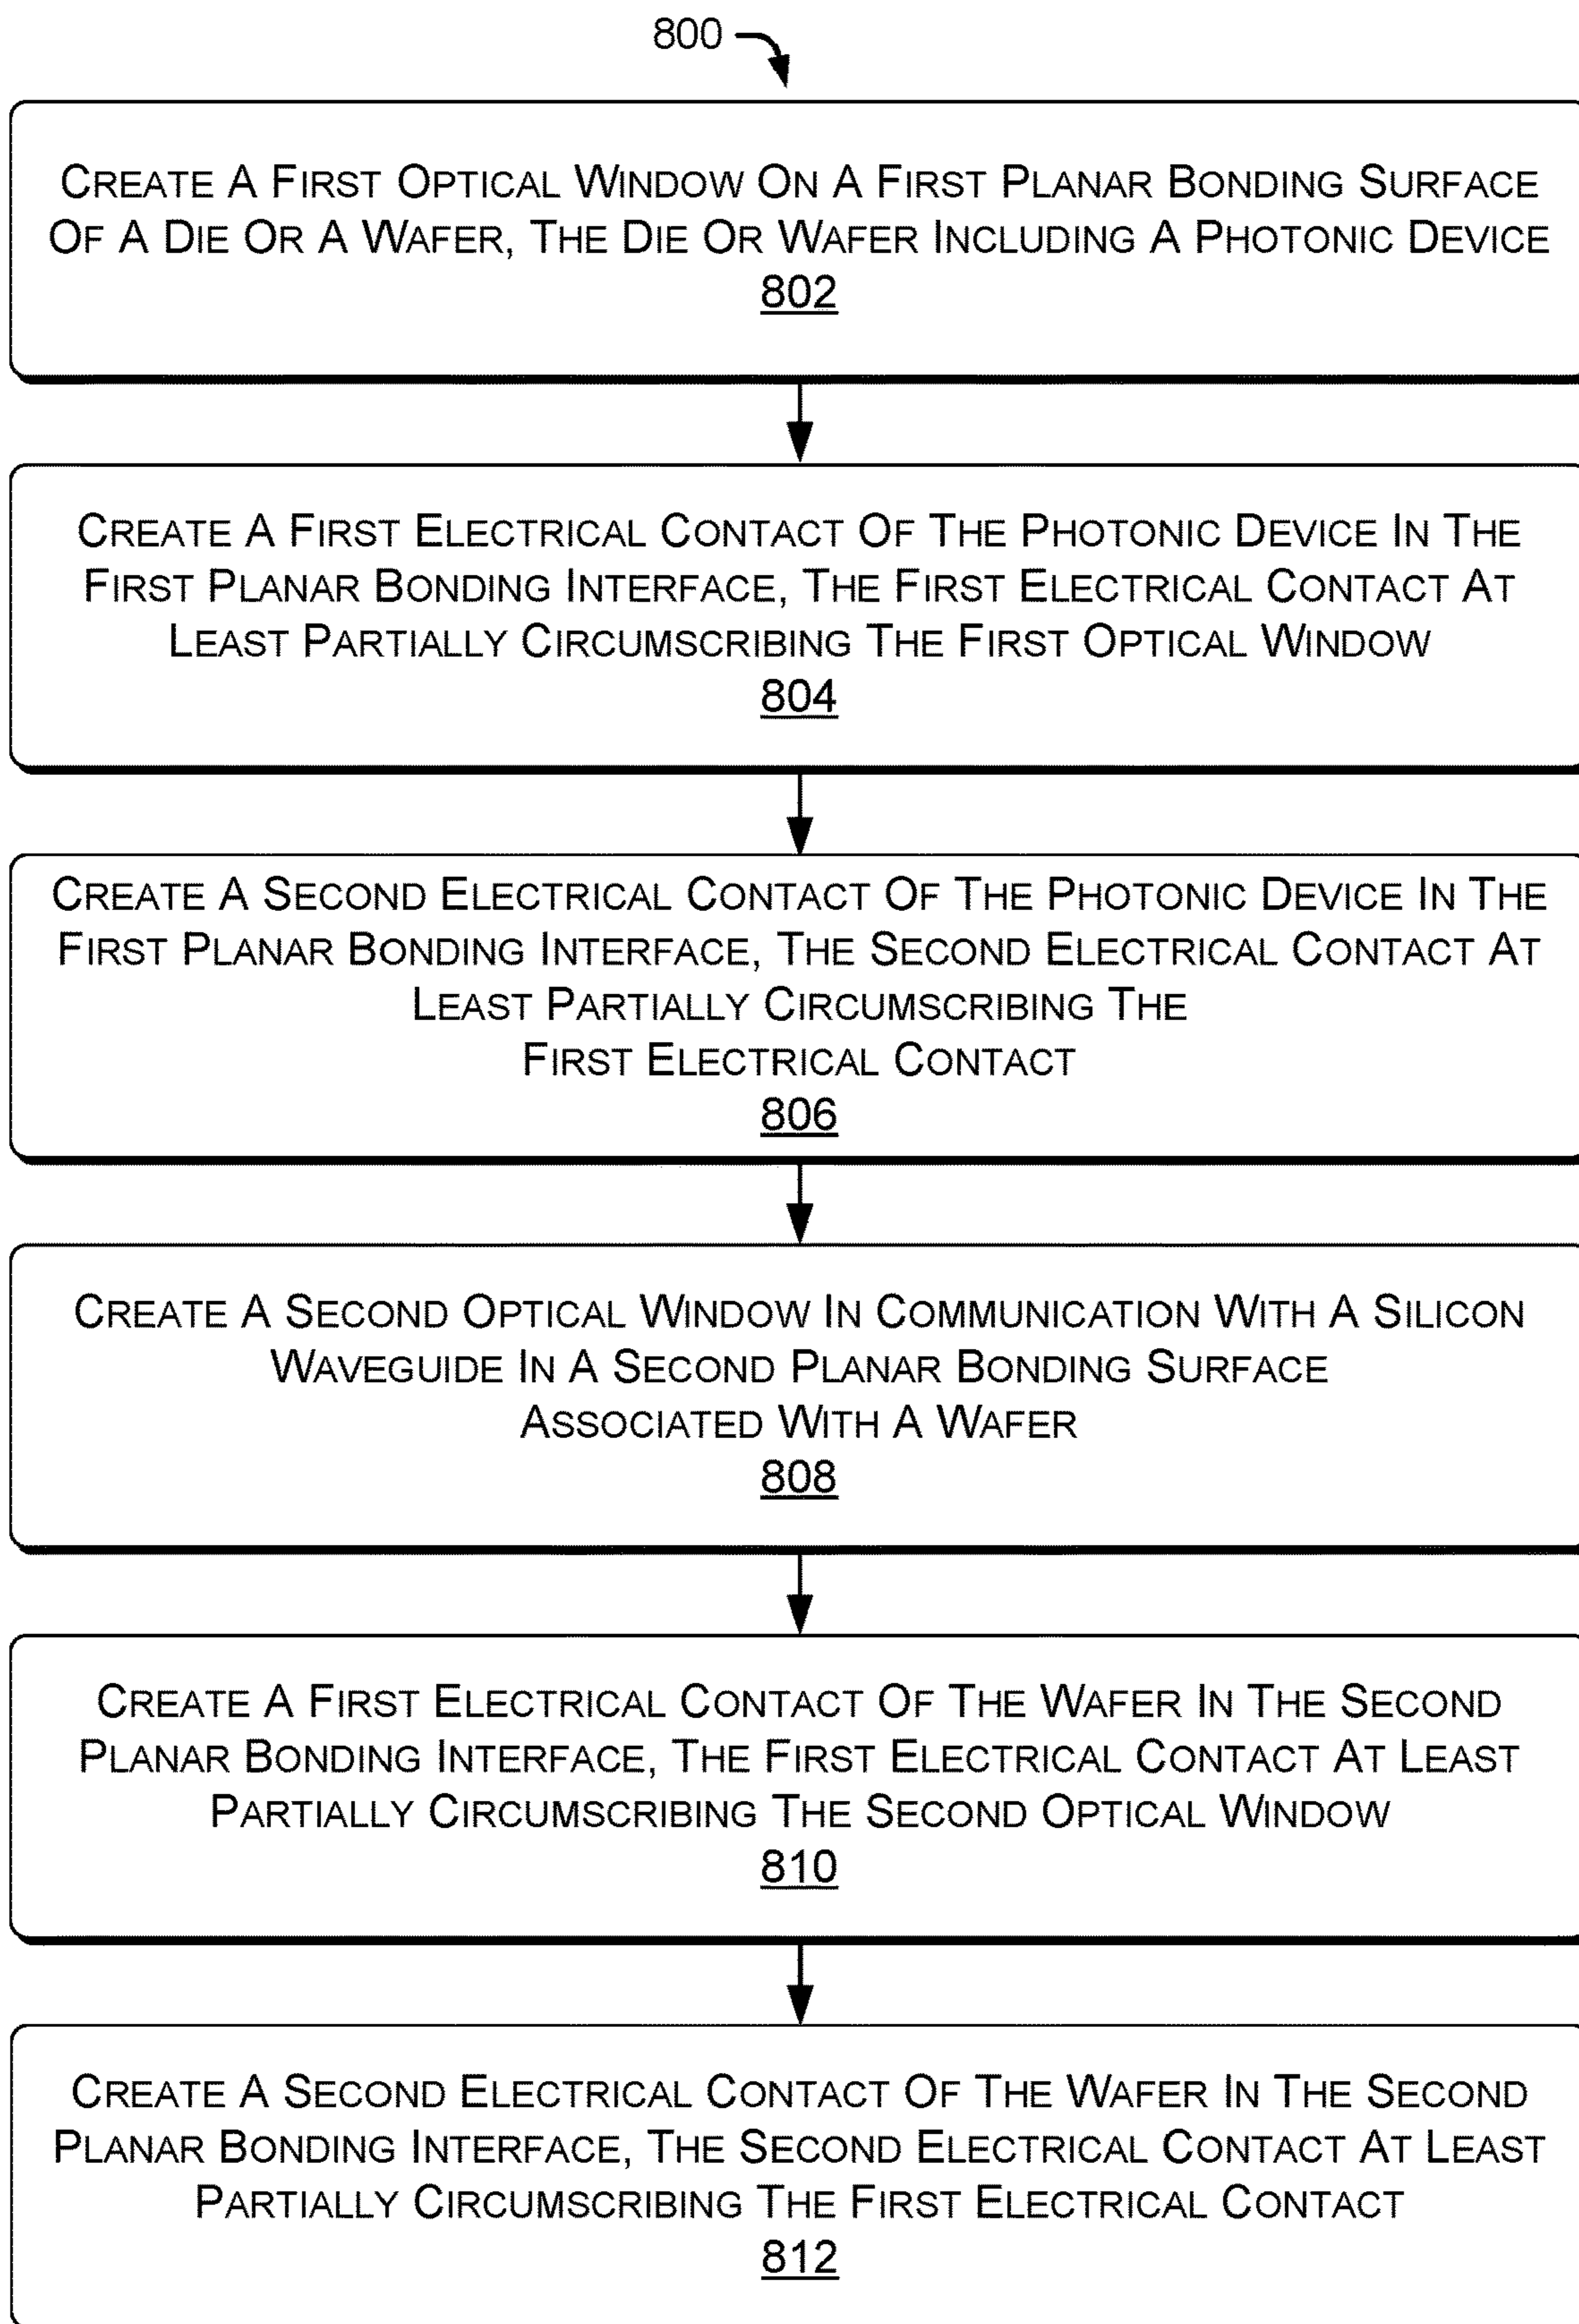 800
CREATE A FIRST OPTICAL WINDOW ON A FIRST PLANAR BONDING SURFACE
OF A DIE OR A WAFER, THE DIE OR WAFER INCLUDING A PHOTONIC DEVICE
802
CREATE A FIRST ELECTRICAL CONTACT OF THE PHOTONIC DEVICE IN THE
FIRST PLANAR BONDING INTERFACE, THE FIRST ELECTRICAL CONTACT AT
LEAST PARTIALLY CIRCUMSCRIBING THE FIRST OPTICAL WINDOW
804
CREATE A SECOND ELECTRICAL CONTACT OF THE PHOTONIC DEVICE IN THE
FIRST PLANAR BONDING INTERFACE, THE SECOND ELECTRICAL CONTACT AT
LEAST PARTIALLY CIRCUMSCRIBING THE
FIRST ELECTRICAL CONTACT
806
CREATE A SECOND OPTICAL WINDOW IN COMMUNICATION WITH A SILICON
WAVEGUIDE IN A SECOND PLANAR BONDING SURFACE
ASSOCIATED WITH A WAFER
808
CREATE A FIRST ELECTRICAL CONTACT OF THE WAFER IN THE SECOND
PLANAR BONDING INTERFACE, THE FIRST ELECTRICAL CONTACT AT LEAST
PARTIALLY CIRCUMSCRIBING THE SECOND OPTICAL WINDOW
810
CREATE A SECOND ELECTRICAL CONTACT OF THE WAFER IN THE SECOND
PLANAR BONDING INTERFACE, THE SECOND ELECTRICAL CONTACT AT LEAST
PARTIALLY CIRCUMSCRIBING THE FIRST ELECTRICAL CONTACT
812